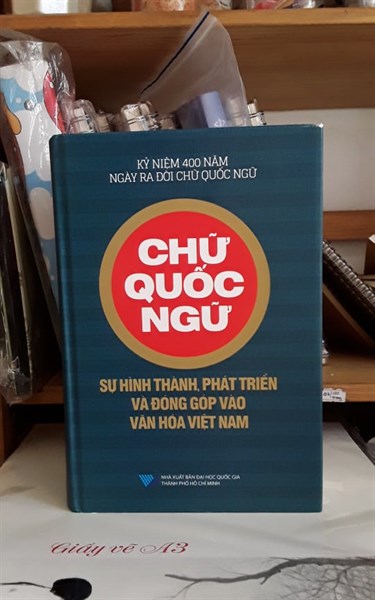 KỶ NIỆM 400 NĂM
NGÀY RA ĐỜI CHỮ QUỐC NGỮ
CHỮ
QUỐC
NGỮ
SỰ HÌNH THÀNH, PHÁT TRIỂN
VÀ ĐÓNG GÓP VÀO
VĂN HÓA VIỆT NAM
NHÀ XUẤT BẢN ĐẠI HỌC QUỐC GIA
THÀNH PHỐ HỒ CHÍ MINH
Giấy vẽ A3